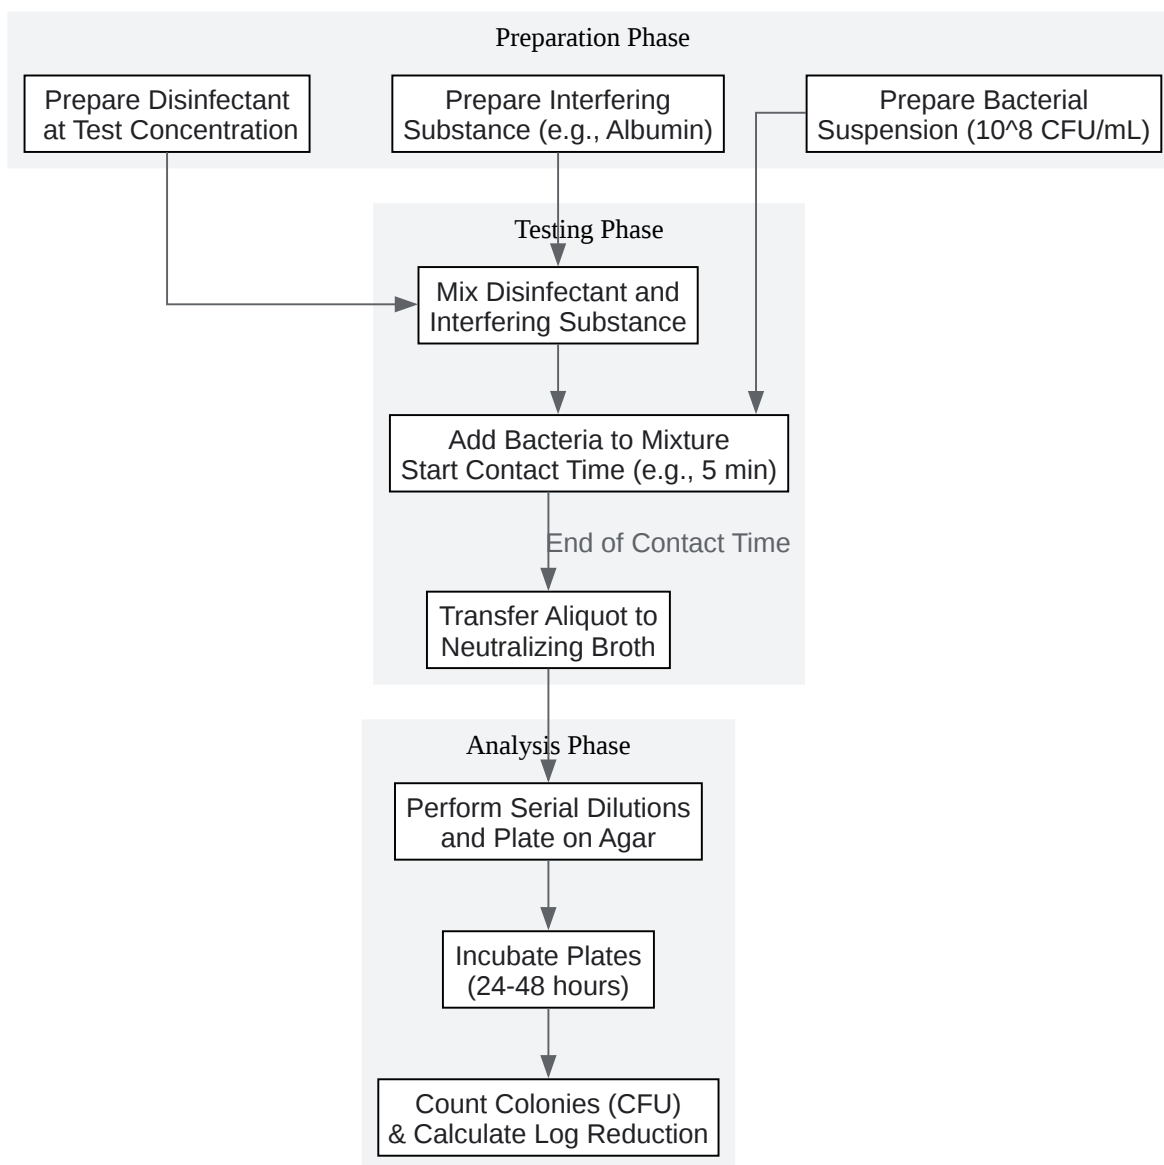 Preparation Phase
Prepare Disinfectant
at Test Concentration
Prepare Interfering
Substance (e.g., Albumin)
Prepare Bacterial
Suspension (10^8 CFU/mL)
Testing Phase
Mix Disinfectant and
Interfering Substance
Add Bacteria to Mixture
Start Contact Time (e.g., 5 min)
End of Contact Time
Transfer Aliquot to
Neutralizing Broth
Analysis Phase
Perform Serial Dilutions
and Plate on Agar
Incubate Plates
(24-48 hours)
Count Colonies (CFU)
& Calculate Log Reduction